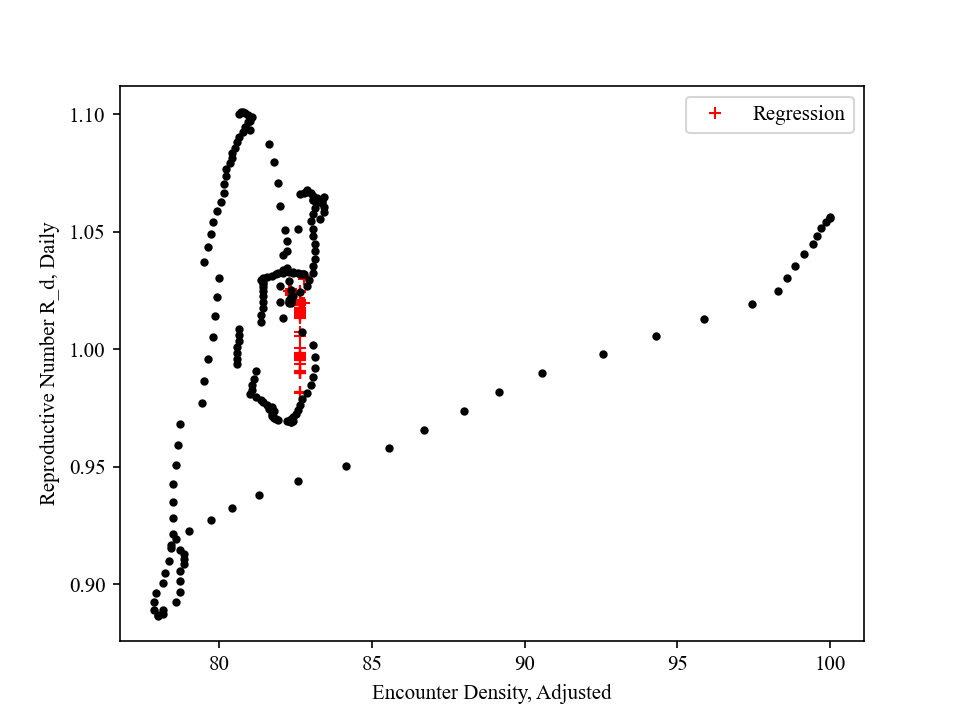 Regression
1.10
1.05
1.00
0.95
0.90
Reproductive Number R_d, Daily
80 85 90 95 100
Encounter Density, Adjusted